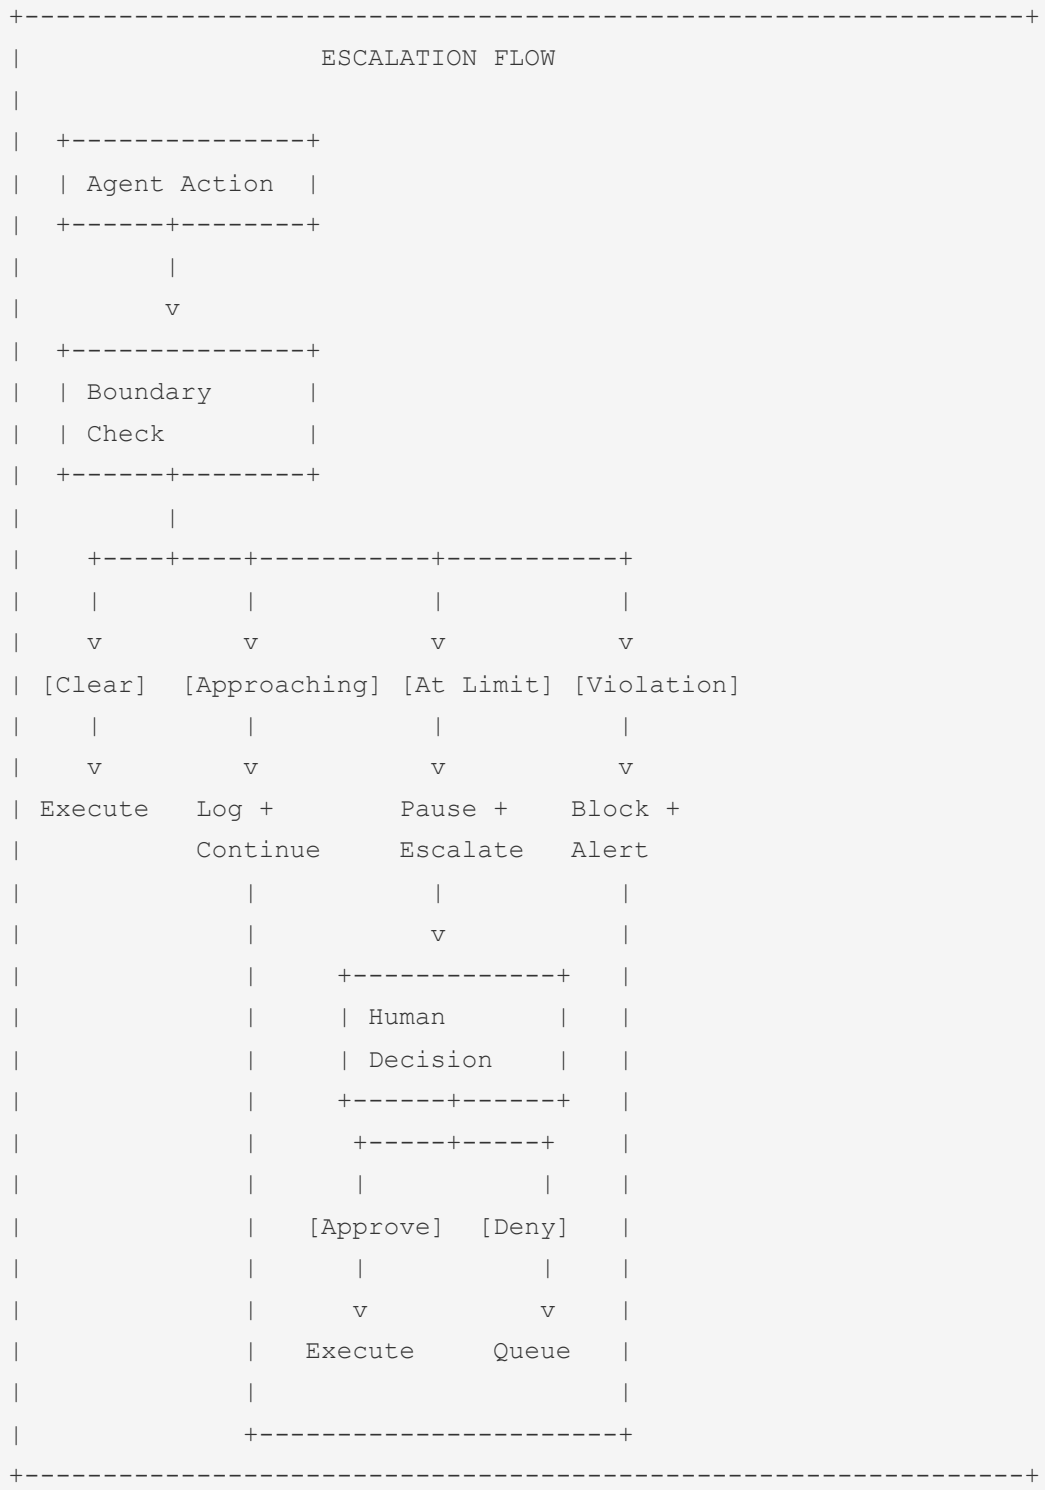 +----------------------------------------------------------------+
|                    ESCALATION FLOW
|
|   +---------------+
|   | Agent Action  |
|   +------+--------+
|          |
|          v
|   +---------------+
|   | Boundary      |
|   | Check         |
|   +------+--------+
|          |
|     +----+----+-----------+-----------+
|     |         |           |           |
|     v         v           v           v
|  [Clear]  [Approaching] [At Limit] [Violation]
|     |         |           |           |
|     v         v           v           v
|  Execute   Log +        Pause +    Block +
|            Continue     Escalate   Alert
|               |           |           |
|               |           v           |
|               |     +-------------+   |
|               |     | Human       |   |
|               |     | Decision    |   |
|               |     +------+------+   |
|               |      +-----+-----+    |
|               |      |           |    |
|               |   [Approve]  [Deny]   |
|               |      |           |    |
|               |      v           v    |
|               |   Execute     Queue   |
|               |                       |
|               +-----------------------+
+----------------------------------------------------------------+